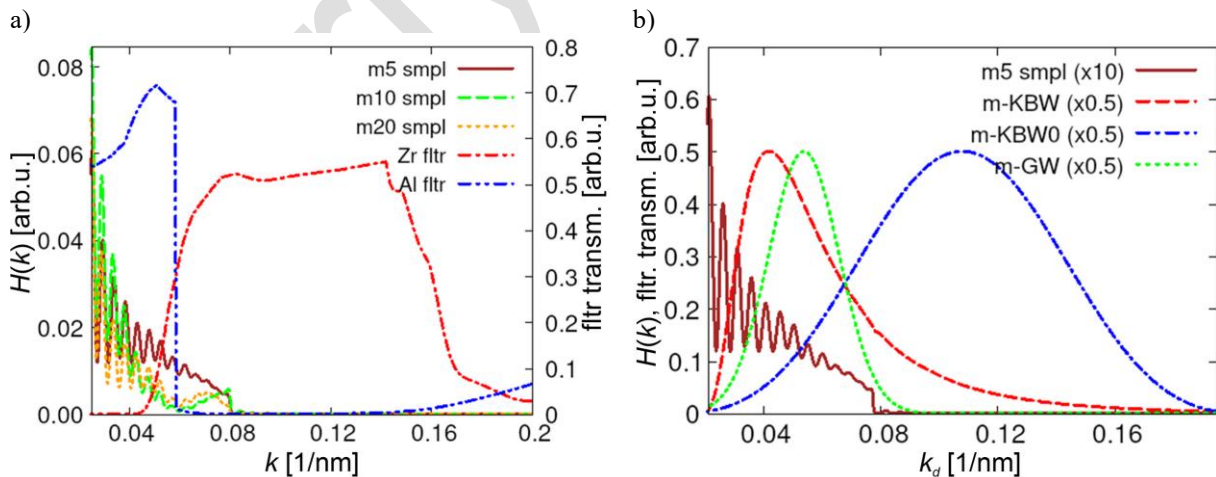 a)
0.08
0.06
0.04
0.02
0.00
H(k) [arb.u.]
m5 smpl
m10 smpl
m20 smpl
Zr fltr
Al fltr
0.8
0.7
0.6
0.5
0.4
0.3
0.2
0.1
0
fltr transm. [arb.u.]
0.04 0.08 0.12 0.16 0.2
k [1/nm]
b)
0.7
0.6
0.5
0.4
0.3
0.2
0.1
0
H(k), fltr. transm. [arb.u.]
m5 smpl (x10)
m-KBW (x0.5)
m-KBW0 (x0.5)
m-GW (x0.5)
0.04 0.08 0.12 0.16
kd [1/nm]